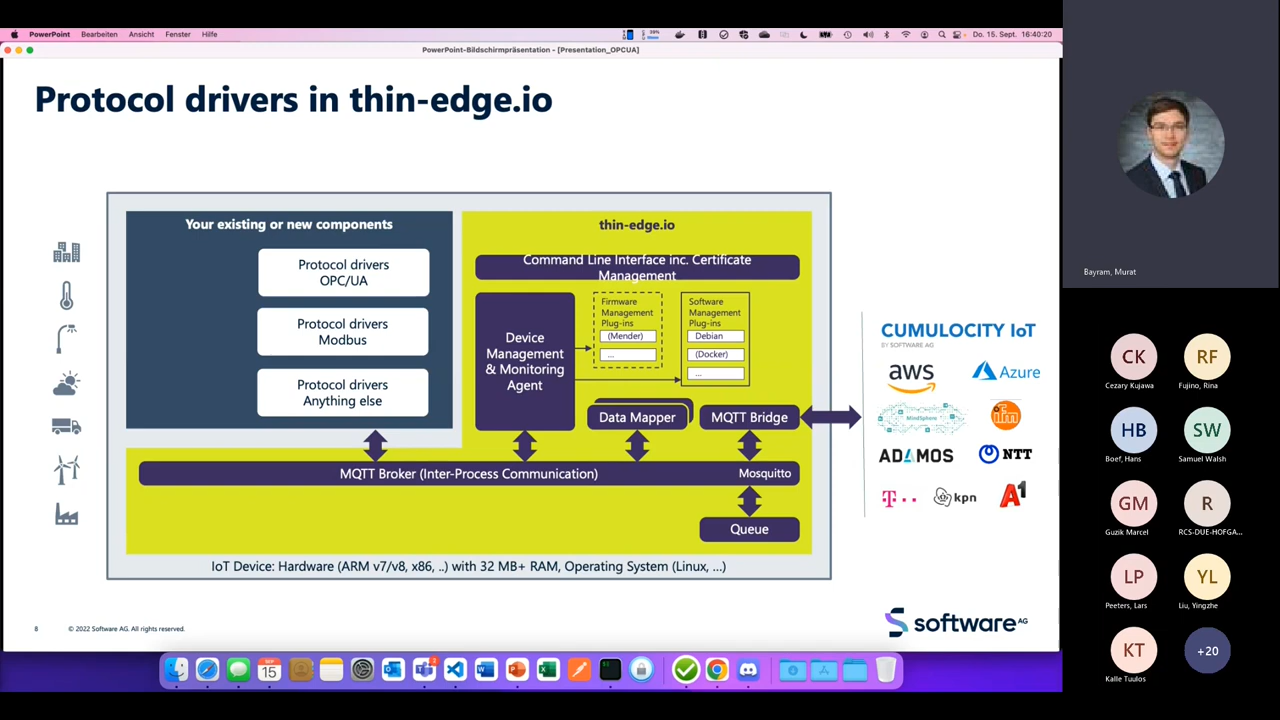 PowerPoint Bearbeiten Ansicht Fenster Hilfe
Do. 15. Sept. 16:40:20
PowerPoint-Bildschirmpräsentation - [Presentation_OPCUA]
Protocol drivers in thin-edge.io
Your existing or new components
Protocol drivers
OPC/UA
Protocol drivers
Modbus
Protocol drivers
Anything else
thin-edge.io
Command Line Interface inc. Certificate
Management
Device
Management
& Monitoring
Agent
Firmware
Management
Plug-ins
(Mender)
...
Software
Management
Plug-ins
Debian
(Docker)
...
Data Mapper
MQTT Bridge
MQTT Broker (Inter-Process Communication)
Mosquitto
Queue
IoT Device: Hardware (ARM v7/v8, x86, ..) with 32 MB+ RAM, Operating System (Linux, ...)
CUMULOCITY IoT
BY SOFTWARE AG
aws
Azure
MindSphere
ifm
ADAMOS
NTT
T
kpn
A1
8
© 2022 Software AG. All rights reserved.
software AG
SEP
15
Bayram, Murat
CK
Cezary Kujawa
RF
Fujino, Rina
HB
Boef, Hans
SW
Samuel Walsh
GM
Guzik Marcel
R
RCS-DUE-HOFGA...
LP
Peeters, Lars
YL
Liu, Yingzhe
KT
Kalle Tuulos
+20